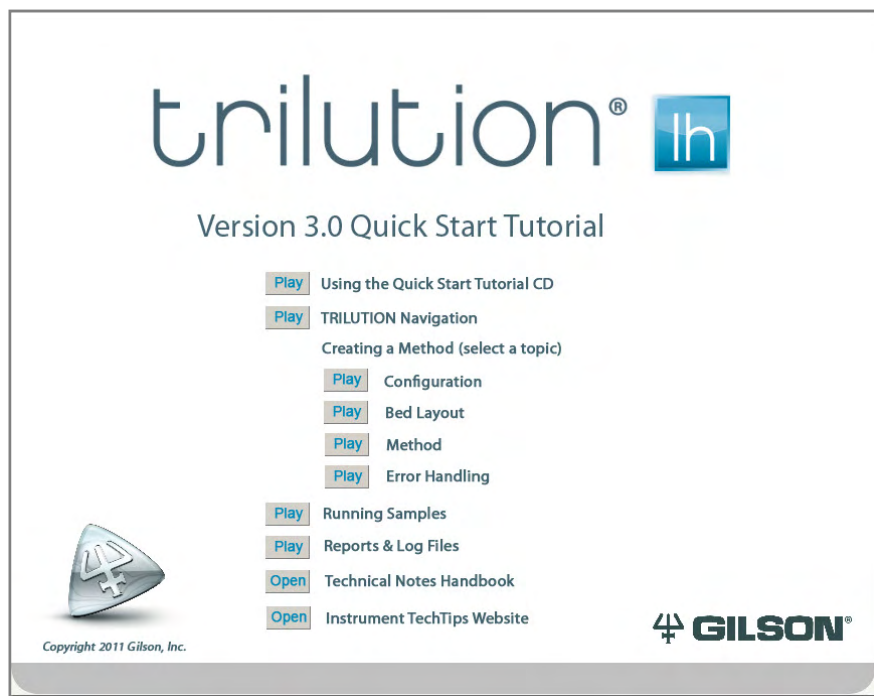 trilution® lh
Version 3.0 Quick Start Tutorial
Play Using the Quick Start Tutorial CD
Play TRILUTION Navigation
Creating a Method (select a topic)
Play Configuration
Play Bed Layout
Play Method
Play Error Handling
Play Running Samples
Play Reports & Log Files
Open Technical Notes Handbook
Open Instrument TechTips Website
Copyright 2011 Gilson, Inc.
GILSON®